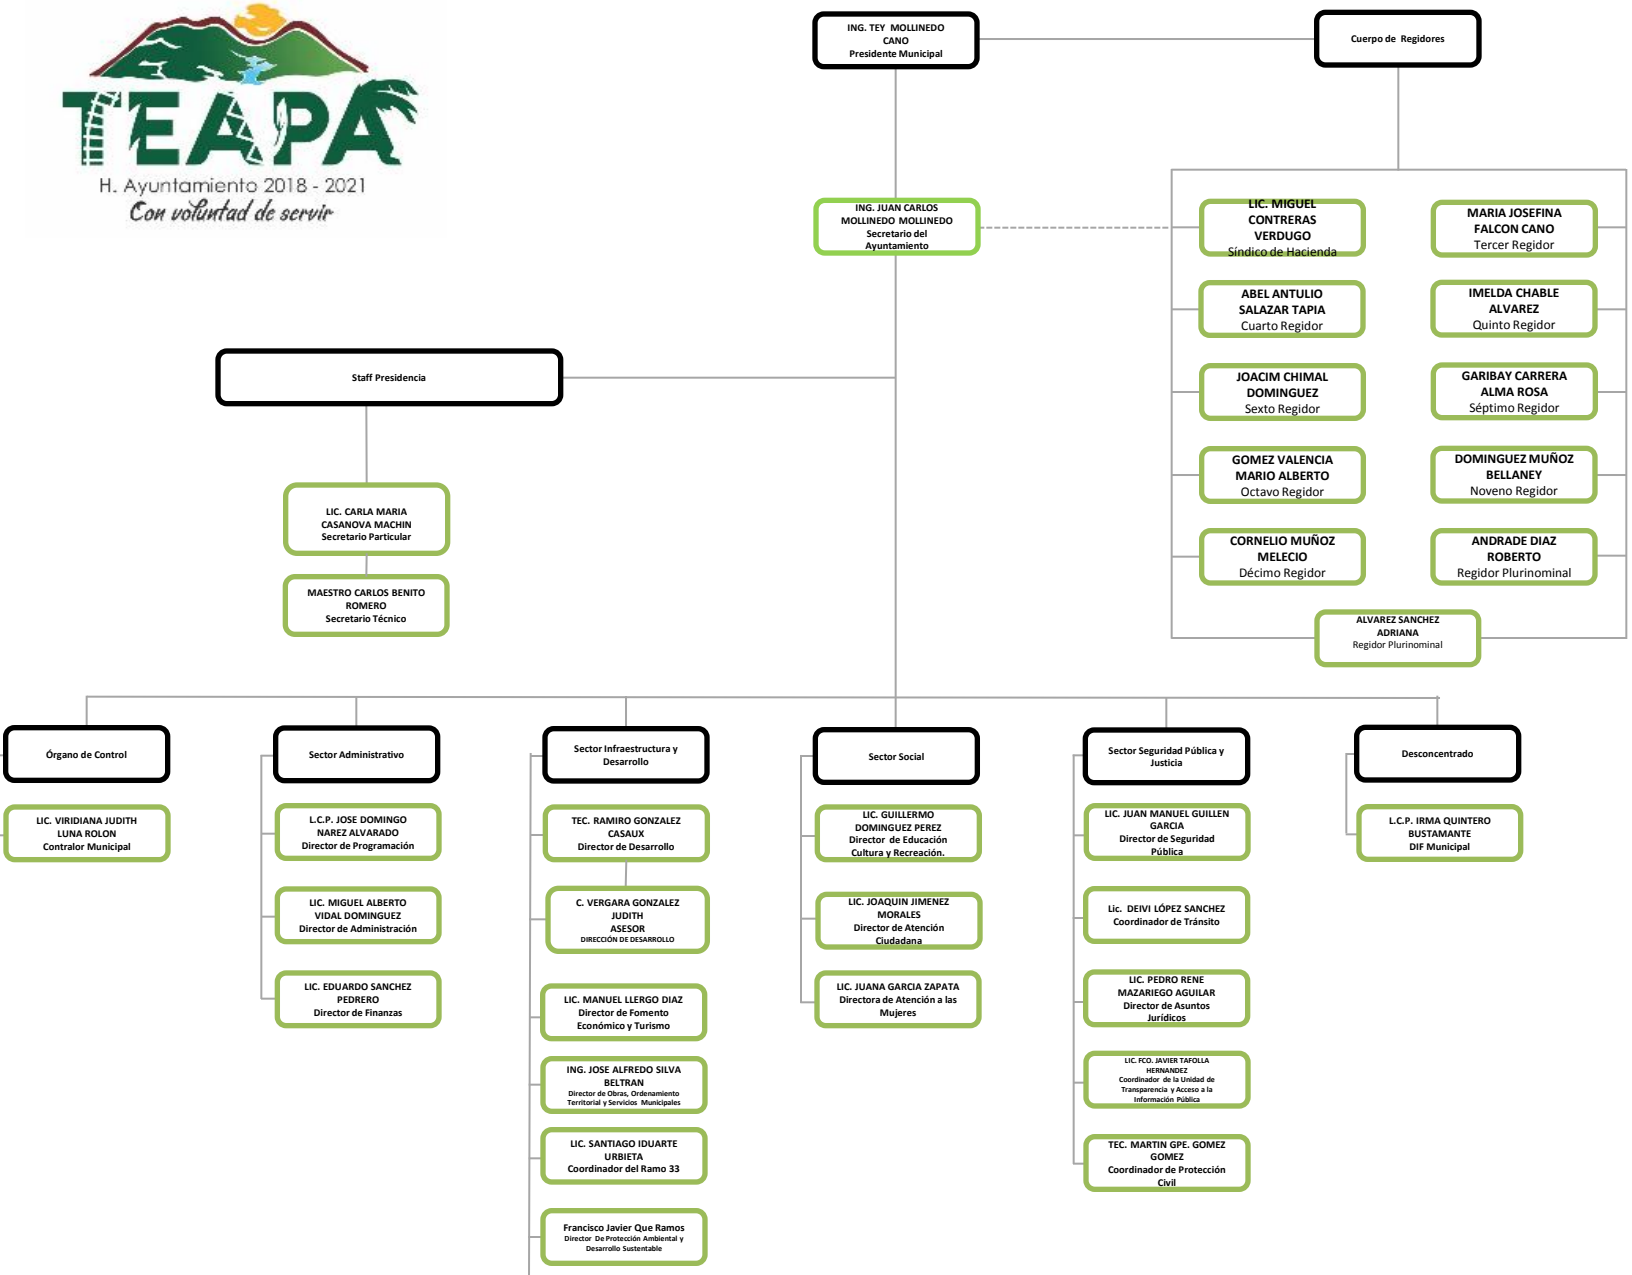 TEAPA
H. Ayuntamiento 2018 - 2021
Con voluntad de servir
ING. TEY MOLLINEDO
CANO
Presidente Municipal
Cuerpo de Regidores
ING. JUAN CARLOS
MOLLINEDO MOLLINEDO
Secretario del
Ayuntamiento
LIC. MIGUEL
CONTRERAS
VERDUGO
Síndico de Hacienda
MARIA JOSEFINA
FALCON CANO
Tercer Regidor
ABEL ANTULIO
SALAZAR TAPIA
Cuarto Regidor
IMELDA CHABLE
ALVAREZ
Quinto Regidor
JOACIM CHIMAL
DOMINGUEZ
Sexto Regidor
GARIBAY CARRERA
ALMA ROSA
Séptimo Regidor
GOMEZ VALENCIA
MARIO ALBERTO
Octavo Regidor
DOMINGUEZ MUÑOZ
BELLANEY
Noveno Regidor
CORNELIO MUÑOZ
MELECIO
Décimo Regidor
ANDRADE DIAZ
ROBERTO
Regidor Plurinominal
ALVAREZ SANCHEZ
ADRIANA
Regidor Plurinominal
Staff Presidencia
LIC. CARLA MARIA
CASANOVA MACHIN
Secretario Particular
MAESTRO CARLOS BENITO
ROMERO
Secretario Técnico
Órgano de Control
LIC. VIRIDIANA JUDITH
LUNA ROLON
Contralor Municipal
Sector Administrativo
L.C.P. JOSE DOMINGO
NAREZ ALVARADO
Director de Programación
LIC. MIGUEL ALBERTO
VIDAL DOMINGUEZ
Director de Administración
LIC. EDUARDO SANCHEZ
PEDRERO
Director de Finanzas
Sector Infraestructura y
Desarrollo
TEC. RAMIRO GONZALEZ
CASAUX
Director de Desarrollo
C. VERGARA GONZALEZ
JUDITH
ASESOR
DIRECCIÓN DE DESARROLLO
LIC. MANUEL LLERGO DIAZ
Director de Fomento
Económico y Turismo
ING. JOSE ALFREDO SILVA
BELTRAN
Director de Obras, Ordenamiento
Territorial y Servicios Municipales
LIC. SANTIAGO IDUARTE
URBIETA
Coordinador del Ramo 33
Francisco Javier Que Ramos
Director De Protección Ambiental y
Desarrollo Sustentable
Sector Social
LIC. GUILLERMO
DOMINGUEZ PEREZ
Director de Educación
Cultura y Recreación.
LIC. JOAQUIN JIMENEZ
MORALES
Director de Atención
Ciudadana
LIC. JUANA GARCIA ZAPATA
Directora de Atención a las
Mujeres
Sector Seguridad Pública y
Justicia
LIC. JUAN MANUEL GUILLEN
GARCIA
Director de Seguridad
Pública
Lic. DEIVI LÓPEZ SANCHEZ
Coordinador de Tránsito
LIC. PEDRO RENE
MAZARIEGO AGUILAR
Director de Asuntos
Jurídicos
LIC. FCO. JAVIER TAFOLLA
HERNANDEZ
Coordinador de la Unidad de
Transparencia y Acceso a la
Información Pública
TEC. MARTIN GPE. GOMEZ
GOMEZ
Coordinador de Protección
Civil
Desconcentrado
L.C.P. IRMA QUINTERO
BUSTAMANTE
DIF Municipal